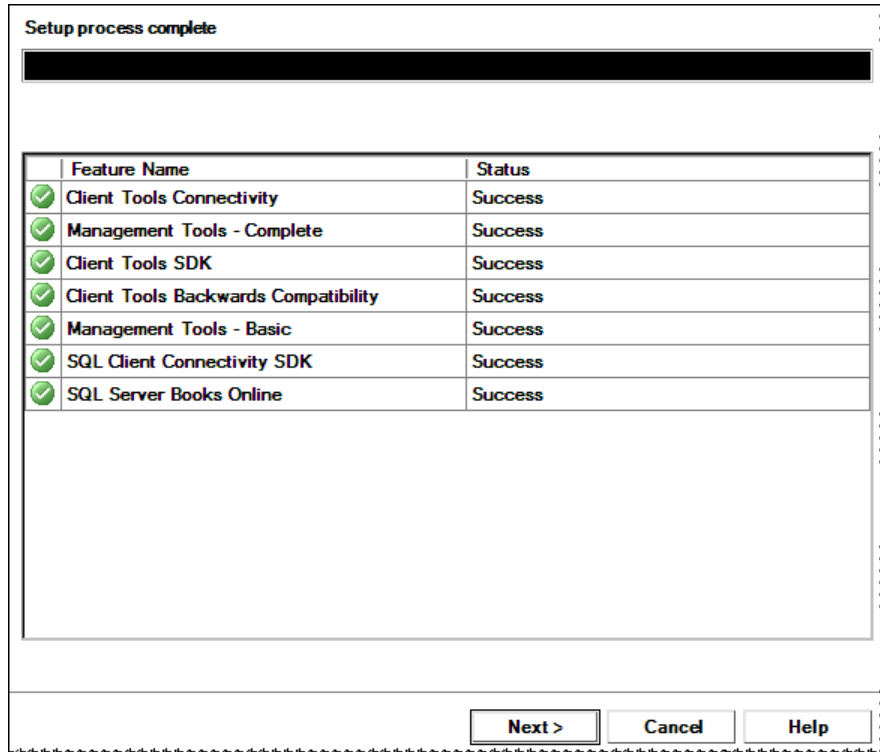 Setup process complete
Feature Name Status
Client Tools Connectivity Success
Management Tools - Complete Success
Client Tools SDK Success
Client Tools Backwards Compatibility Success
Management Tools - Basic Success
SQL Client Connectivity SDK Success
SQL Server Books Online Success
Next > Cancel Help